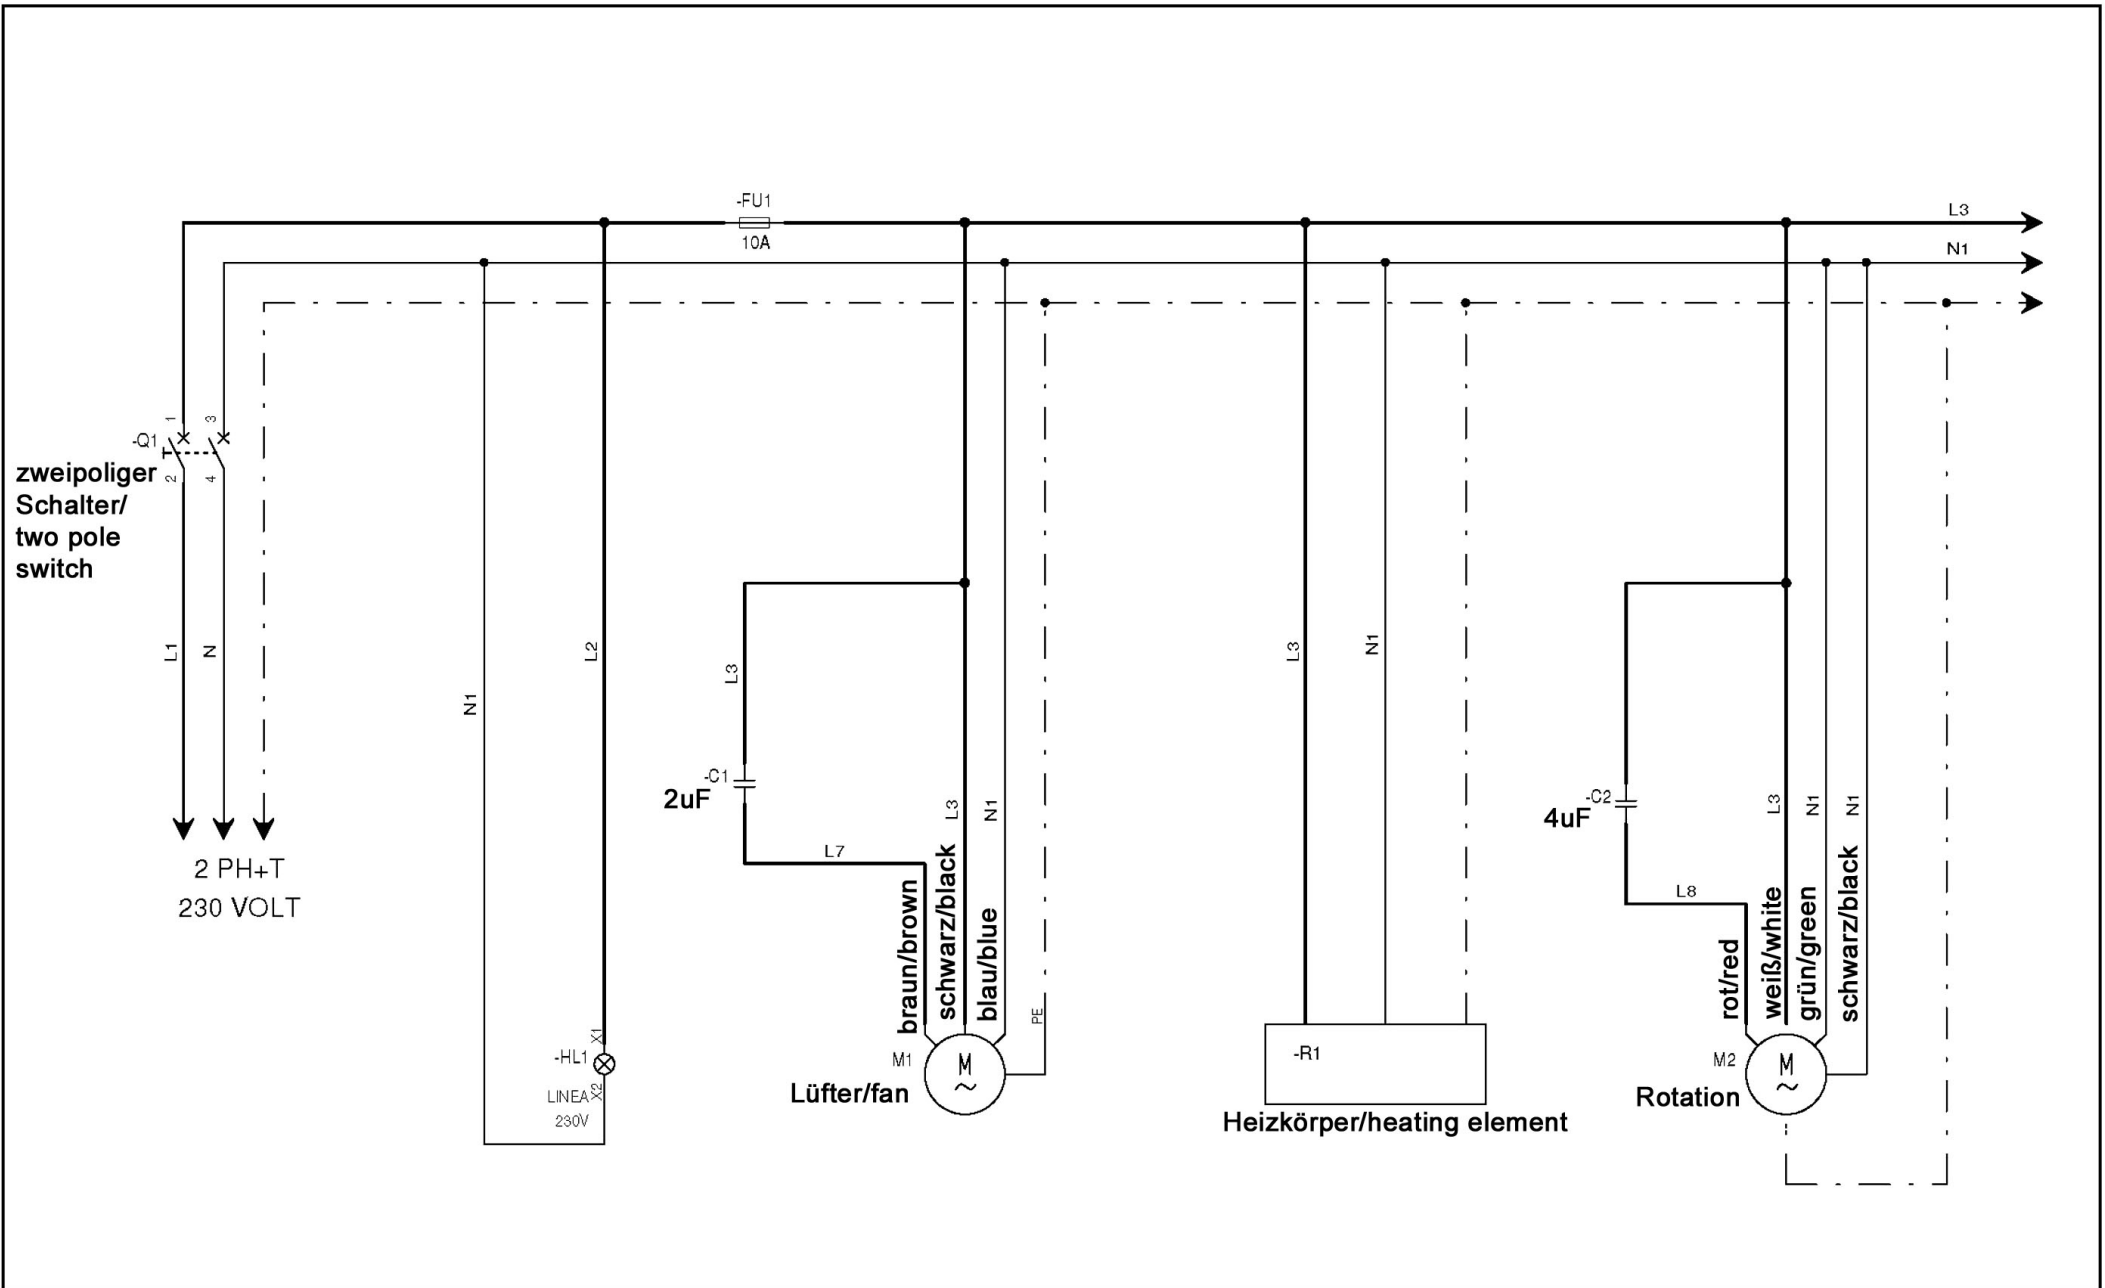 -FU1
10A
L3
N1
1
3
-Q1
2
4
zweipoliger
Schalter/
two pole
switch
L1
N
2 PH+T
230 VOLT
N1
L2
X1
-HL1
LINEA
X2
230V
L3
-C1
2uF
L7
L3
N1
braun/brown
schwarz/black
blau/blue
PE
M1
M
~
Lüfter/fan
L3
N1
-R1
Heizkörper/heating element
-C2
4uF
L8
L3
N1
N1
rot/red
weiß/white
grün/green
schwarz/black
M2
M
~
Rotation